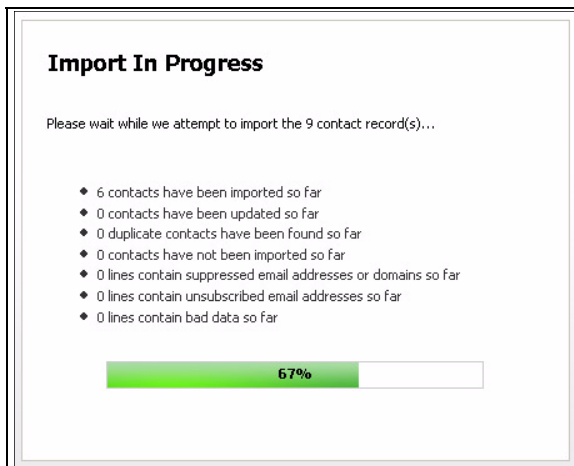 Import In Progress
Please wait while we attempt to import the 9 contact record(s)...
6 contacts have been imported so far
0 contacts have been updated so far
0 duplicate contacts have been found so far
0 contacts have not been imported so far
0 lines contain suppressed email addresses or domains so far
0 lines contain unsubscribed email addresses so far
0 lines contain bad data so far
67%